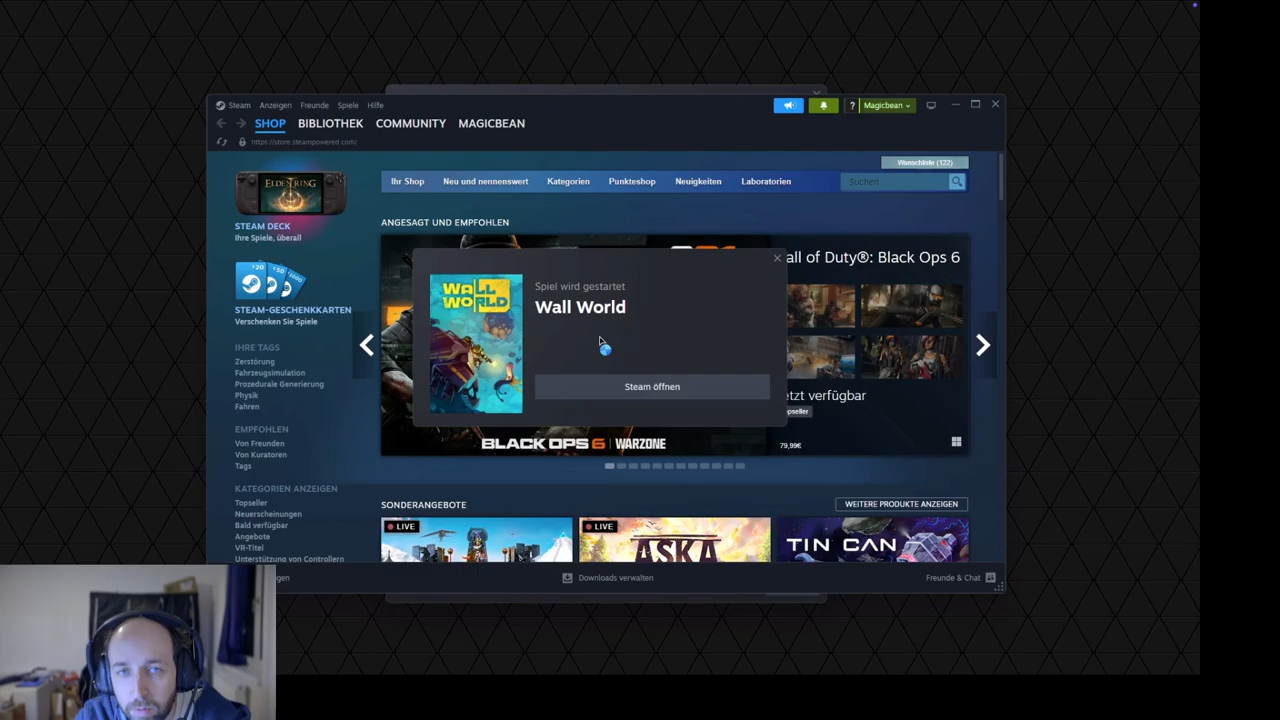 Steam Anzeigen Freunde Spiele Hilfe
? Magicbean
SHOP BIBLIOTHEK COMMUNITY MAGICBEAN
https://store.steampowered.com/
Wunschliste (122)
Ihr Shop Neu und nennenswert Kategorien Punkteshop Neuigkeiten Laboratorien
Suchen
ELDEN RING
STEAM DECK
Ihre Spiele, überall
STEAM-GESCHENKKARTEN
Verschenken Sie Spiele
IHRE TAGS
Zerstörung
Fahrzeugsimulation
Prozedurale Generierung
Physik
Fahren
EMPFOHLEN
Von Freunden
Von Kuratoren
Tags
KATEGORIEN ANZEIGEN
Topseller
Neuerscheinungen
Bald verfügbar
Angebote
VR-Titel
Unterstützung von Controllern
ANGESAGT UND EMPFOHLEN
WALL
WORLD
Spiel wird gestartet
Wall World
Steam öffnen
all of Duty®: Black Ops 6
etzt verfügbar
opseller
79,99€
BLACK OPS 6 WARZONE
SONDERANGEBOTE
WEITERE PRODUKTE ANZEIGEN
LIVE
LIVE
ASKA
TIN CAN
gen
Downloads verwalten
Freunde & Chat